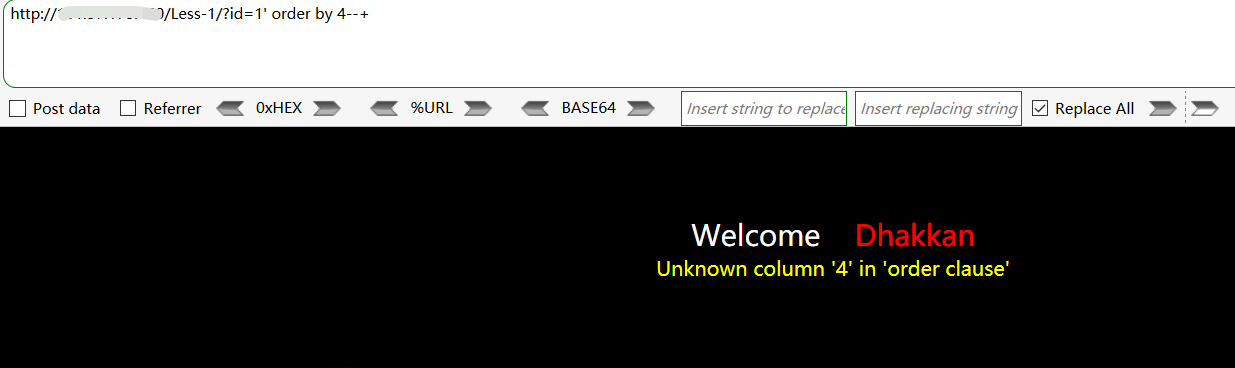 http:// /Less-1/?id=1' order by 4--+
Post data Referrer 0xHEX %URL BASE64 Insert string to replace Insert replacing string Replace All
Welcome Dhakkan
Unknown column '4' in 'order clause'